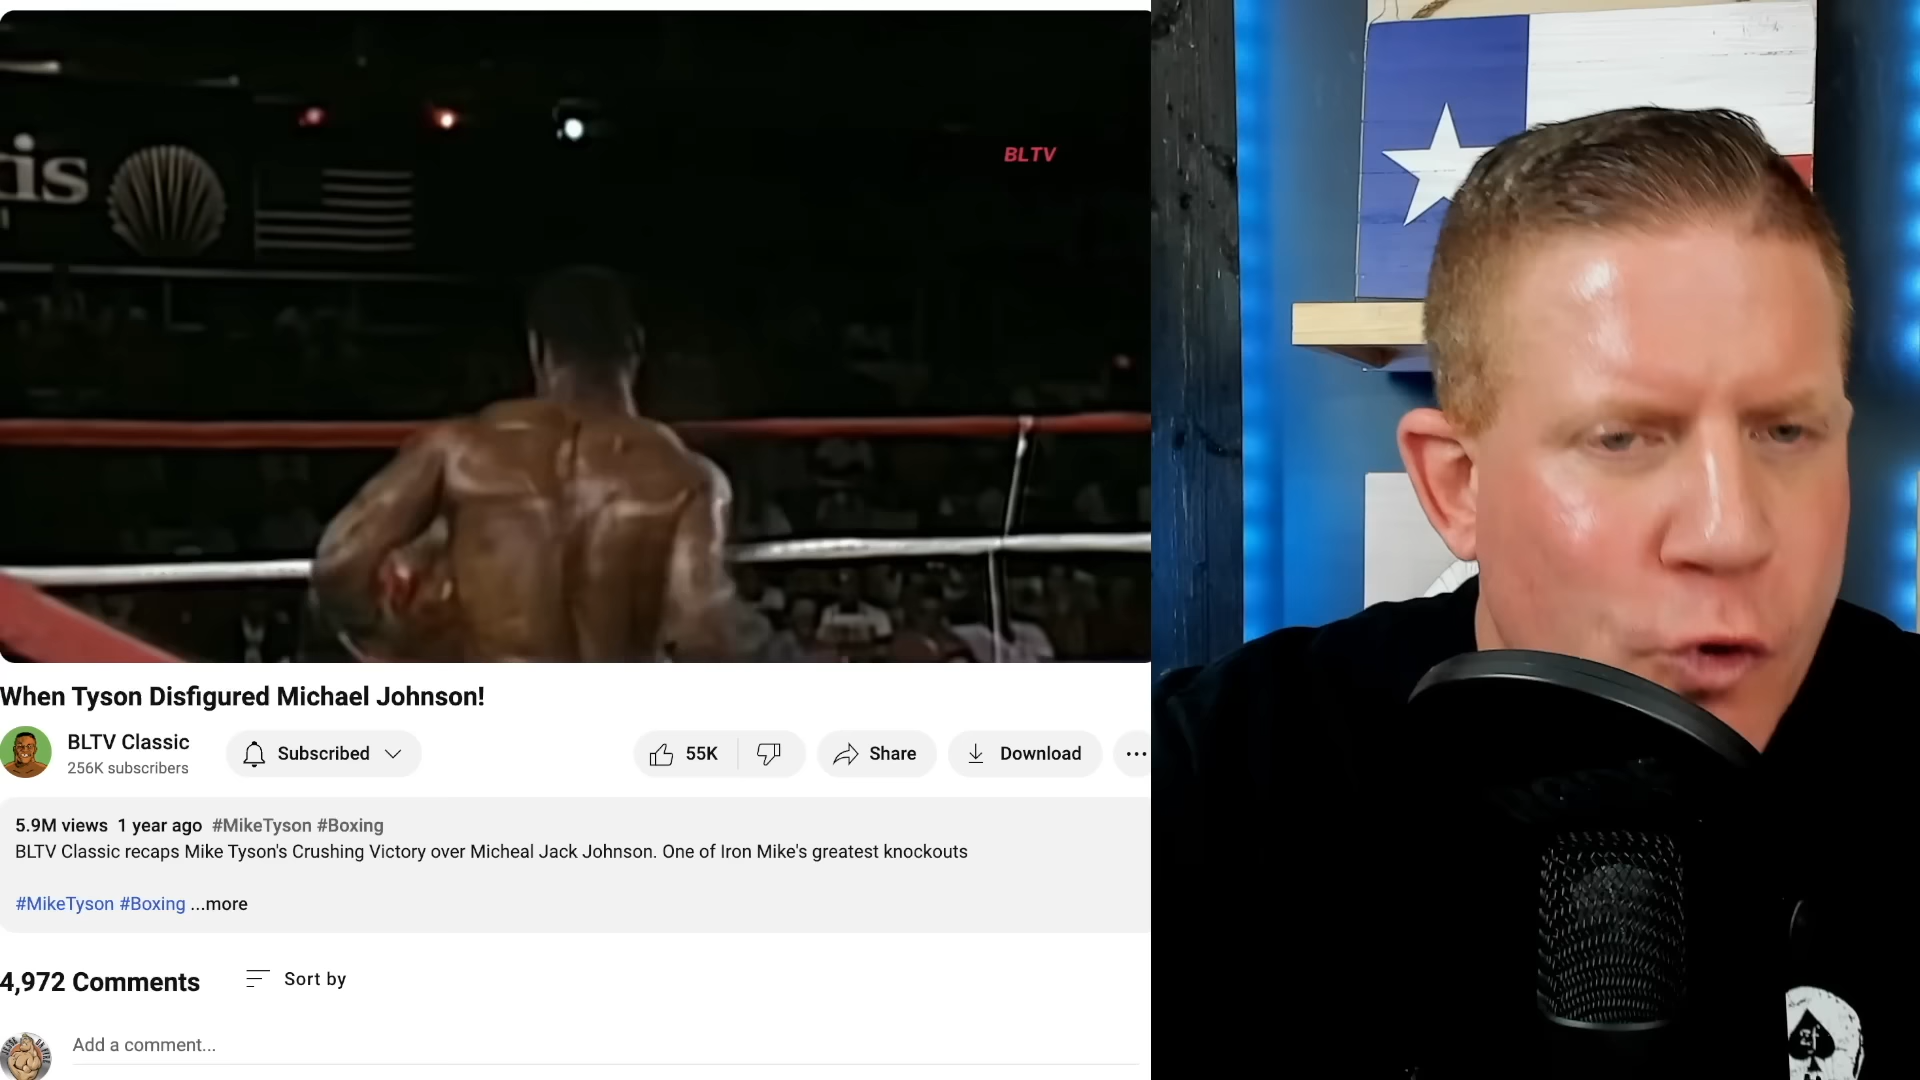 is
BLTV
When Tyson Disfigured Michael Johnson!
BLTV Classic
256K subscribers
Subscribed
55K
Share
Download
5.9M views 1 year ago #MikeTyson #Boxing
BLTV Classic recaps Mike Tyson's Crushing Victory over Micheal Jack Johnson. One of Iron Mike's greatest knockouts
#MikeTyson #Boxing ...more
4,972 Comments
Sort by
Add a comment...